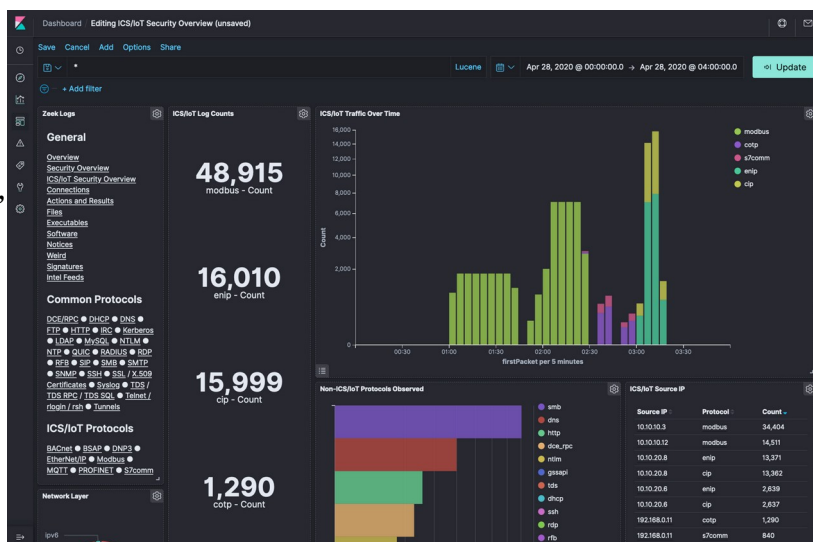 Dashboard Editing ICS/IoT Security Overview (unsaved)
Save Cancel Add Options Share
*
Lucene
Apr 28, 2020 @ 00:00:00.0 → Apr 28, 2020 @ 04:00:00.0
Update
+ Add filter
Zeek Logs
General
Overview
Security Overview
ICS/IoT Security Overview
Connections
Actions and Results
Files
Executables
Software
Notices
Weird
Signatures
Intel Feeds
Common Protocols
DCE/RPC ● DHCP ● DNS ●
FTP ● HTTP ● IRC ● Kerberos
● LDAP ● MySQL ● NTLM ●
NTP ● QUIC ● RADIUS ● RDP
● RFB ● SIP ● SMB ● SMTP
● SNMP ● SSH ● SSL / X.509
Certificates ● Syslog ● TDS /
TDS RPC / TDS SQL ● Telnet /
rlogin / rsh ● Tunnels
ICS/IoT Protocols
BACnet ● BSAP ● DNP3 ●
EtherNet/IP ● Modbus ●
MQTT ● PROFINET ● S7comm
Network Layer
ipv6
ICS/IoT Log Counts
48,915
modbus - Count
16,010
enip - Count
15,999
cip - Count
1,290
cotp - Count
ICS/IoT Traffic Over Time
16,000
14,000
12,000
10,000
8,000
6,000
4,000
2,000
0
Count
00:30 01:00 01:30 02:00 02:30 03:00 03:30
firstPacket per 5 minutes
modbus
cotp
s7comm
enip
cip
Non-ICS/IoT Protocols Observed
smb
dns
http
dce_rpc
ntlm
gssapi
tds
dhcp
ssh
rdp
rfb
ICS/IoT Source IP
Source IP Protocol Count
10.10.10.3 modbus 34,404
10.10.10.12 modbus 14,511
10.10.20.8 enip 13,371
10.10.20.8 cip 13,362
10.10.20.6 enip 2,639
10.10.20.6 cip 2,637
192.168.0.11 cotp 1,290
192.168.0.11 s7comm 840
,